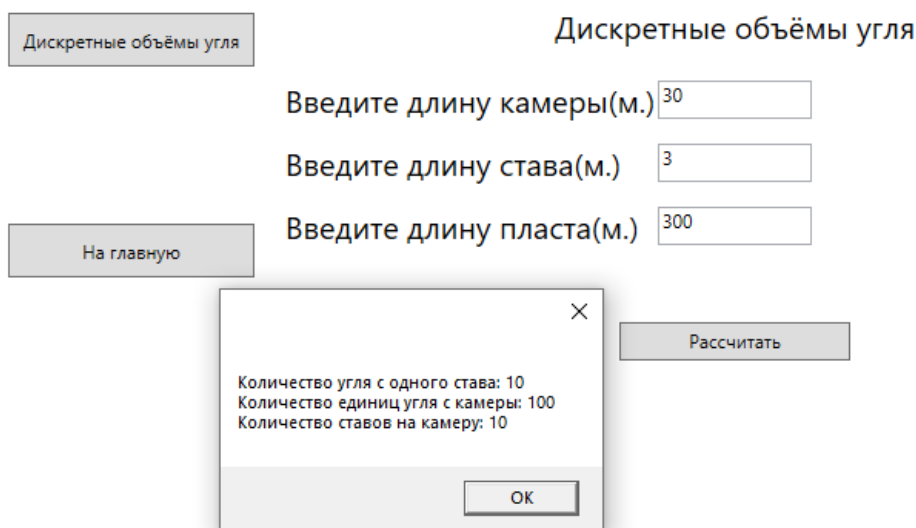 Дискретные объёмы угля
Дискретные объёмы угля
Введите длину камеры(м.) 30
Введите длину става(м.) 3
Введите длину пласта(м.) 300
На главную
Рассчитать
Количество угля с одного става: 10
Количество единиц угля с камеры: 100
Количество ставов на камеру: 10
ОК